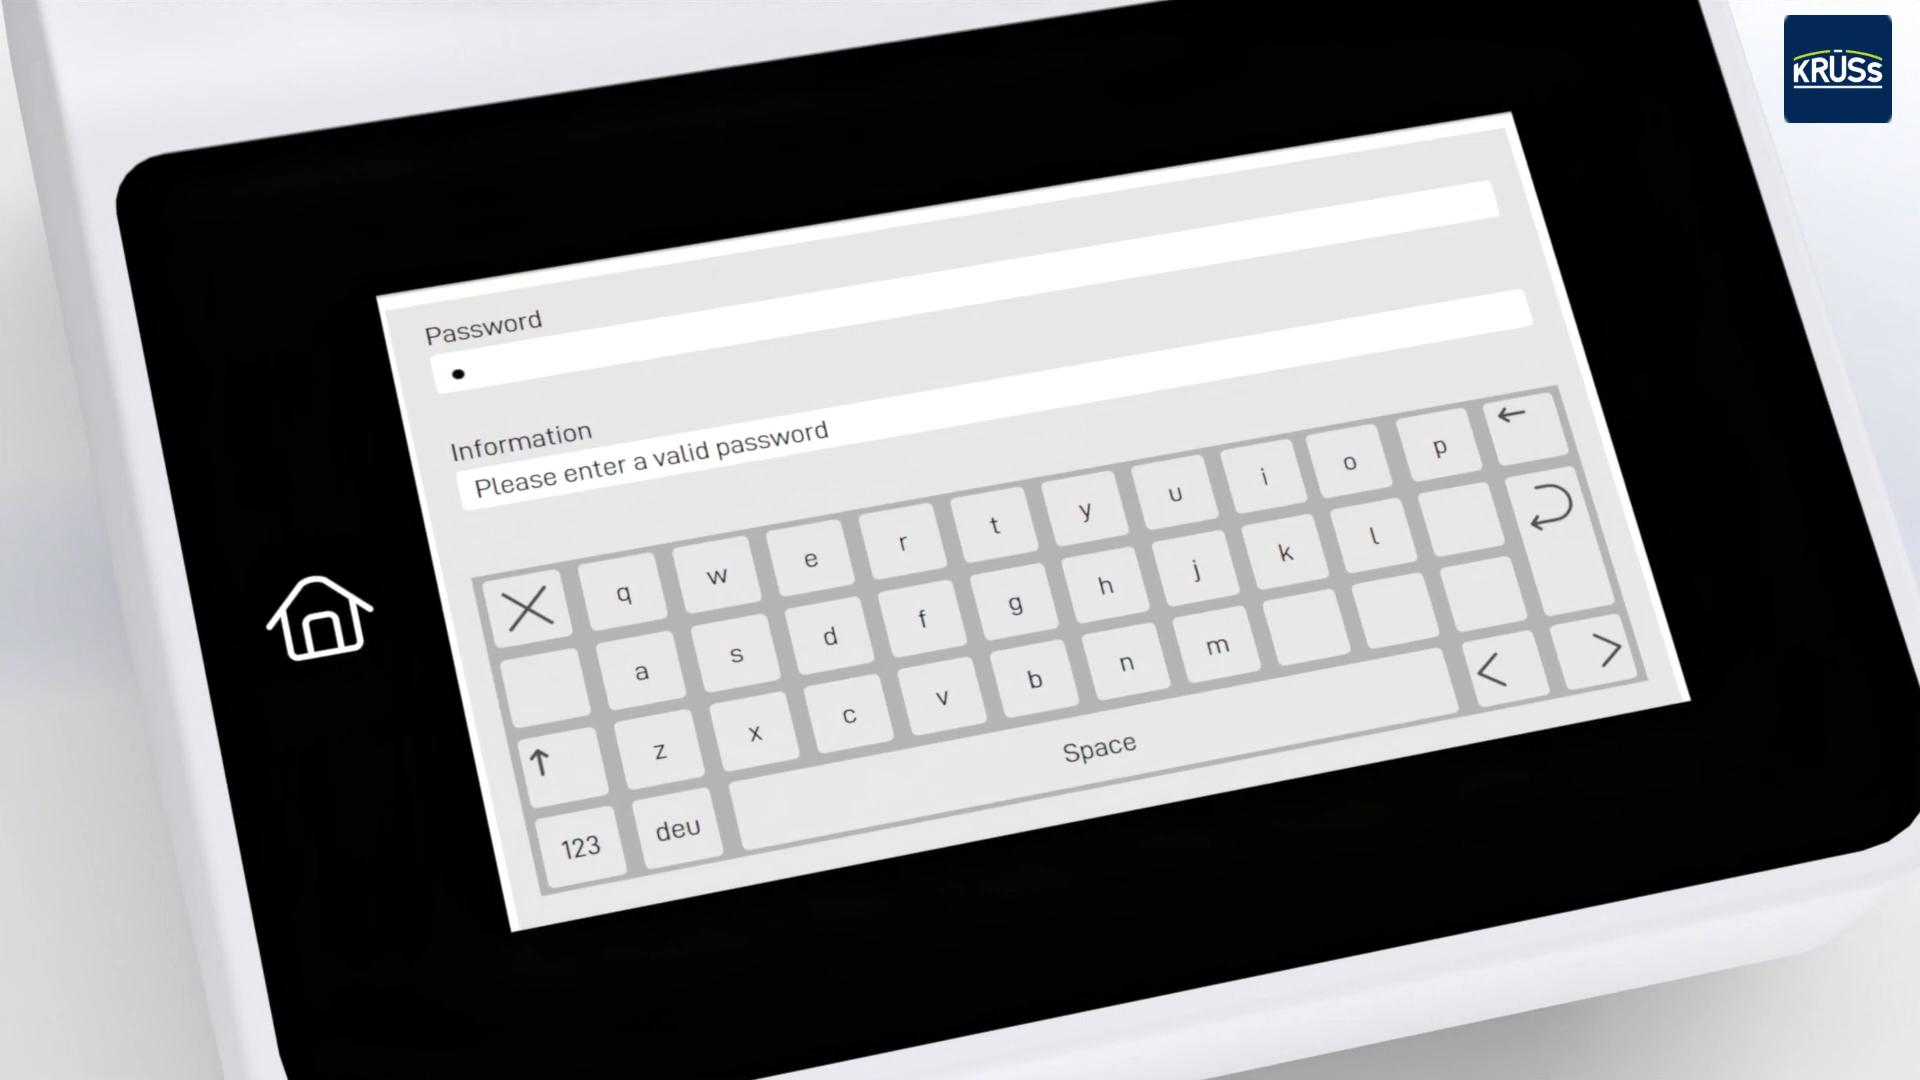 KRÜSS
Password
Information
Please enter a valid password
q w e r t y u i o p
a s d f g h j k l
z x c v b n m
123 deu Space